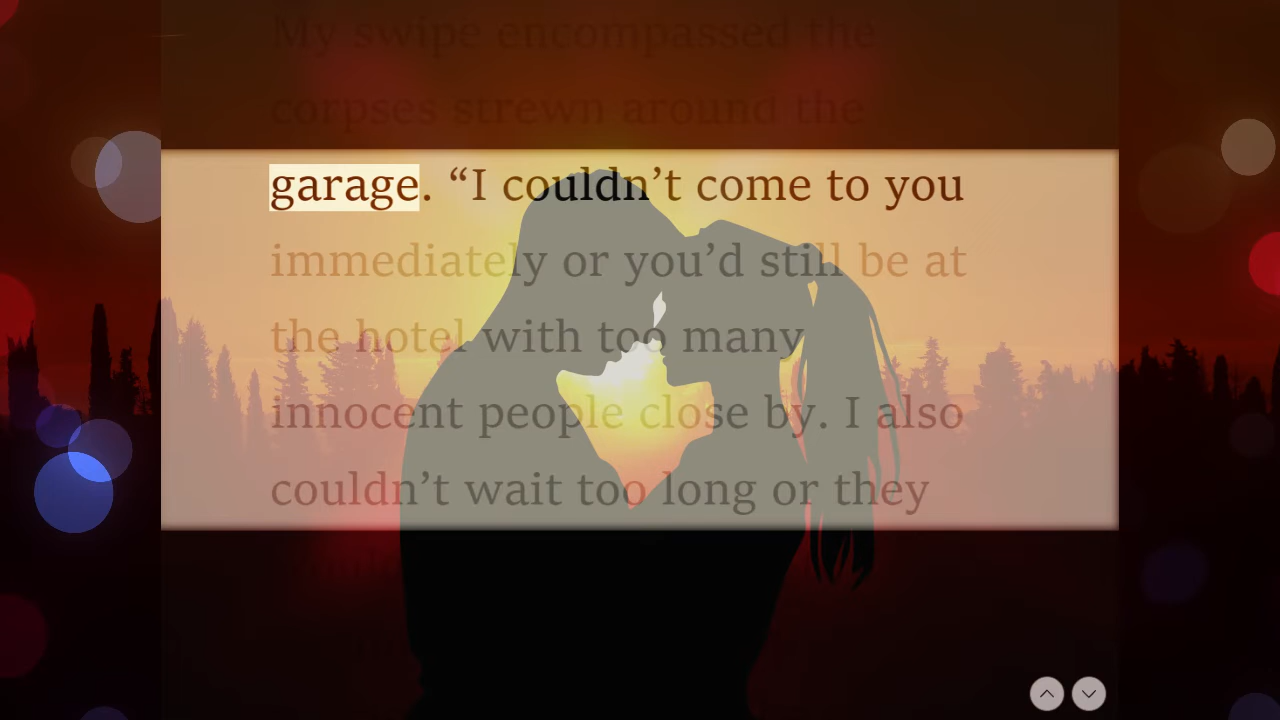 My swipe encompassed the
corpses strewn around the
garage. “I couldn’t come to you
immediately or you’d still be at
the hotel with too many
innocent people close by. I also
couldn’t wait too long or they